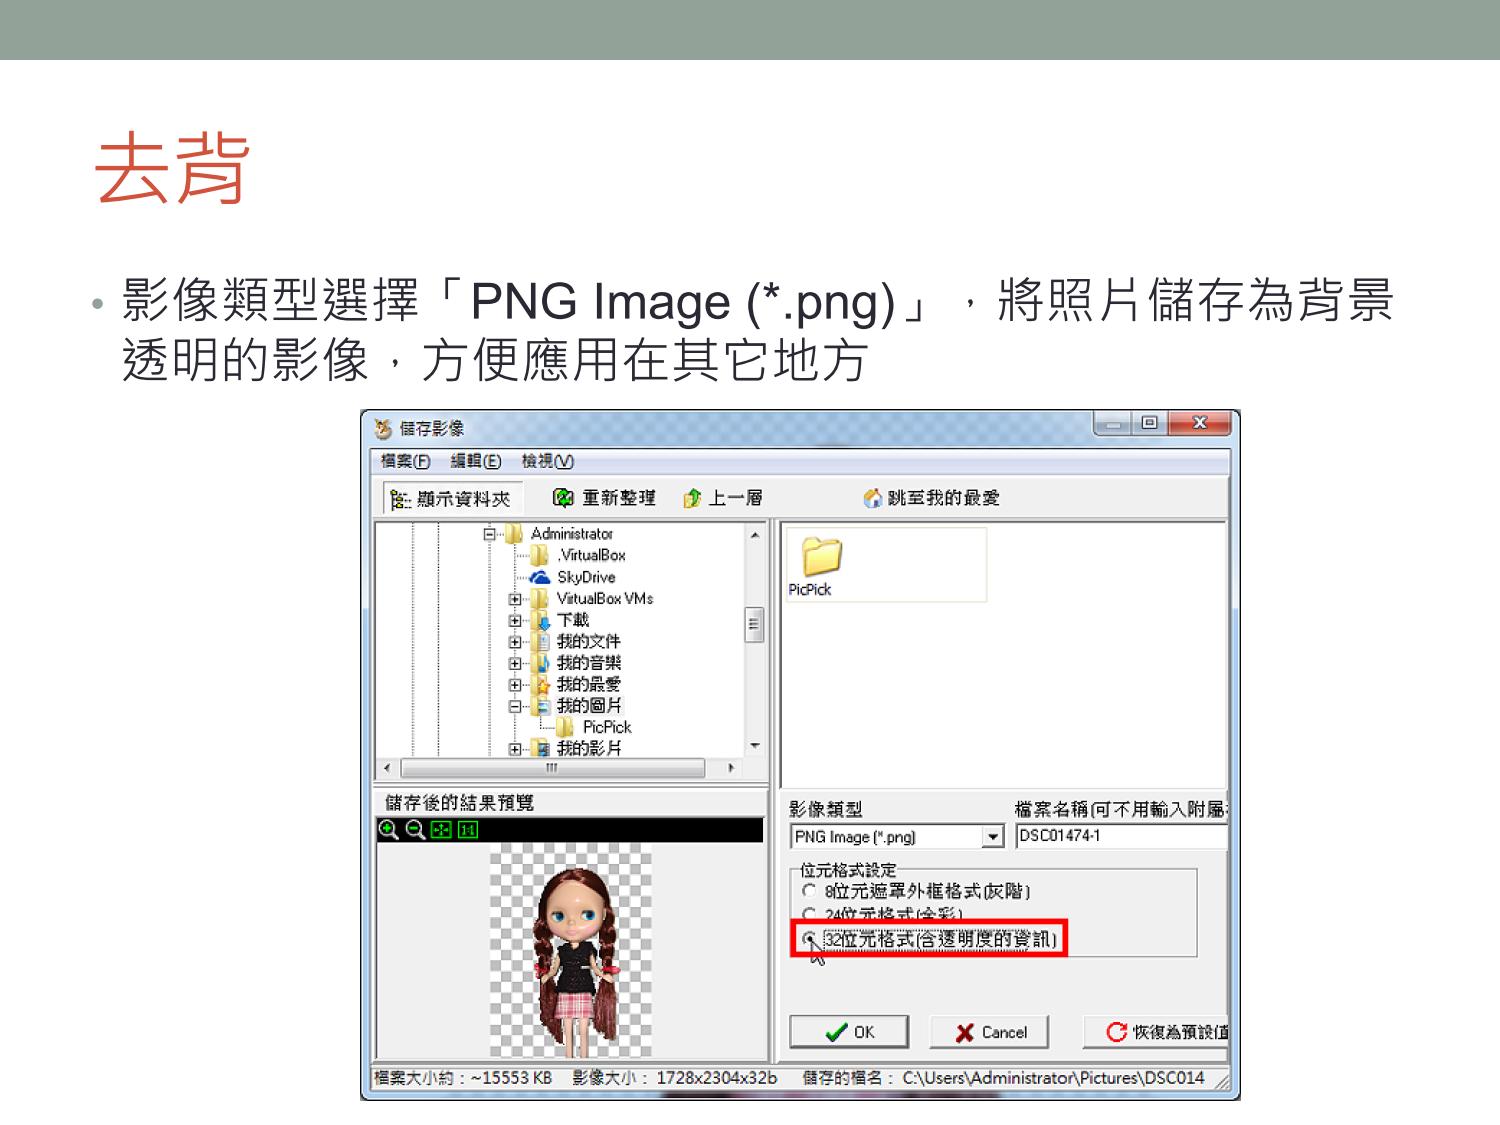 去背
• 影像類型選擇「PNG Image (*.png)」，將照片儲存為背景
透明的影像，方便應用在其它地方
儲存影像
檔案(F) 編輯(E) 檢視(V)
顯示資料夾 重新整理 上一層 跳至我的最愛
Administrator
.VirtualBox
SkyDrive
VirtualBox VMs
下載
我的文件
我的音樂
我的最愛
我的圖片
PicPick
我的影片
PicPick
儲存後的結果預覽
1:1
影像類型 檔案名稱(可不用輸入附屬
PNG Image (*.png) DSC01474-1
位元格式設定
8位元遮罩外框格式(灰階)
24位元格式(全彩)
32位元格式(含透明度的資訊)
OK Cancel 恢復為預設值
檔案大小約：~15553 KB 影像大小： 1728x2304x32b 儲存的檔名： C:\Users\Administrator\Pictures\DSC014